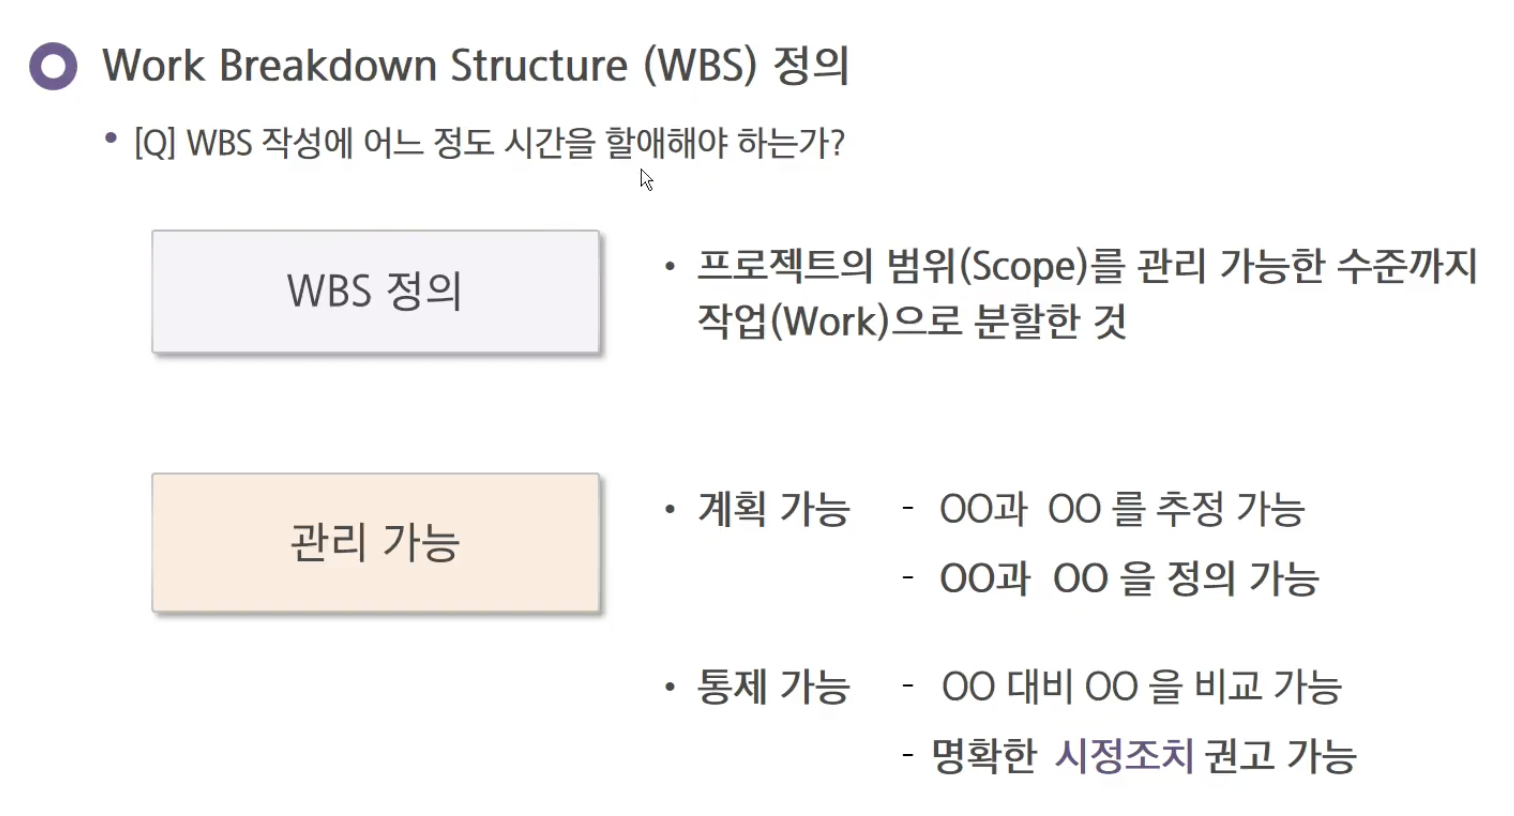 Work Breakdown Structure (WBS) 정의
• [Q] WBS 작성에 어느 정도 시간을 할애해야 하는가?
WBS 정의
• 프로젝트의 범위(Scope)를 관리 가능한 수준까지
작업(Work)으로 분할한 것
관리 가능
• 계획 가능 - OO과 OO 를 추정 가능
- OO과 OO 을 정의 가능
• 통제 가능 - OO 대비 OO 을 비교 가능
- 명확한 시정조치 권고 가능